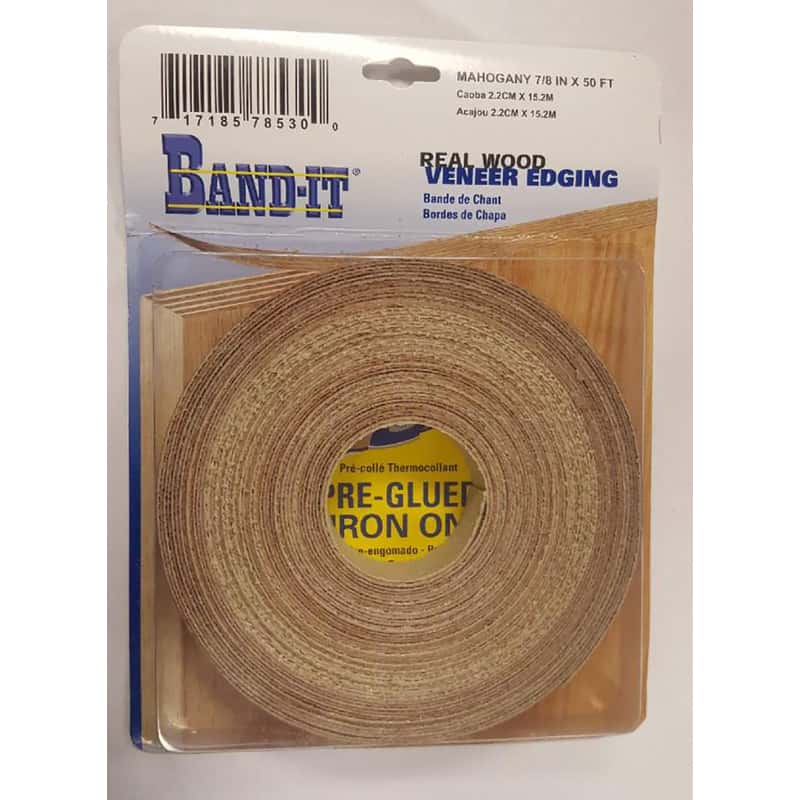 MAHOGANY 7/8 IN X 50 FT
Caoba 2.2CM X 15.2M
Acajou 2.2CM X 15.2M
7 17185 78530 0
BAND-IT®
REAL WOOD
VENEER EDGING
Bande de Chant
Bordes de Chapa
Pré-collé Thermocollant
PRE-GLUED
IRON ON
-engomado -